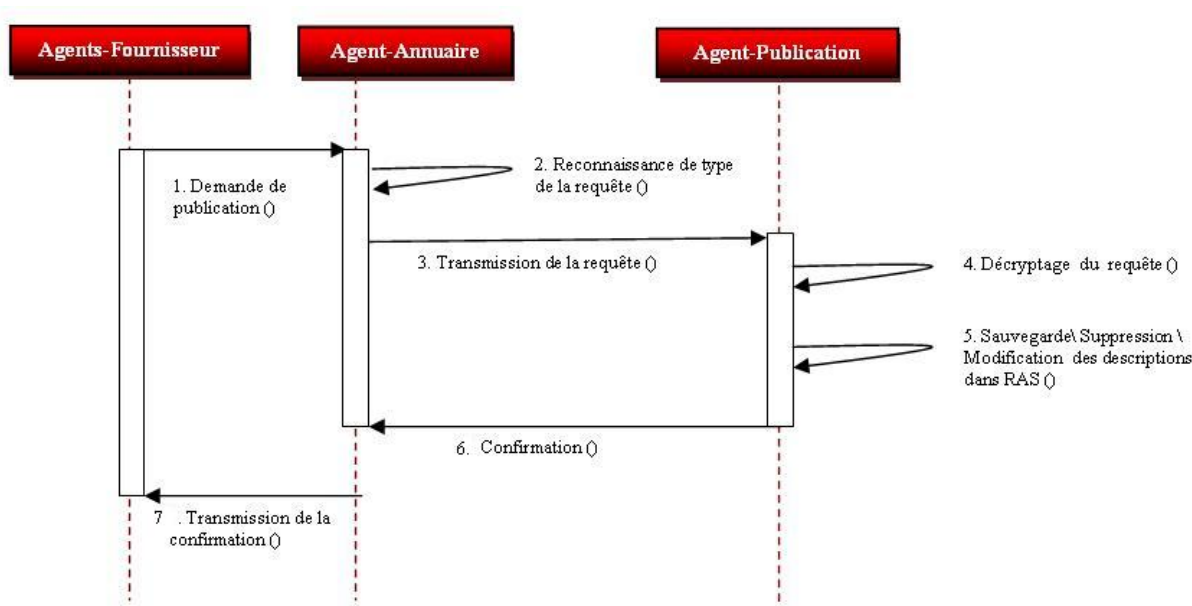 Agents-Fournisseur
Agent-Annuaire
Agent-Publication
1. Demande de
publication ()
2. Reconnaissance de type
de la requête ()
3. Transmission de la requête ()
4. Décryptage du requête ()
5. Sauvegarde\ Suppression \
Modification des descriptions
dans RAS ()
6. Confirmation ()
7 . Transmission de la
confirmation ()